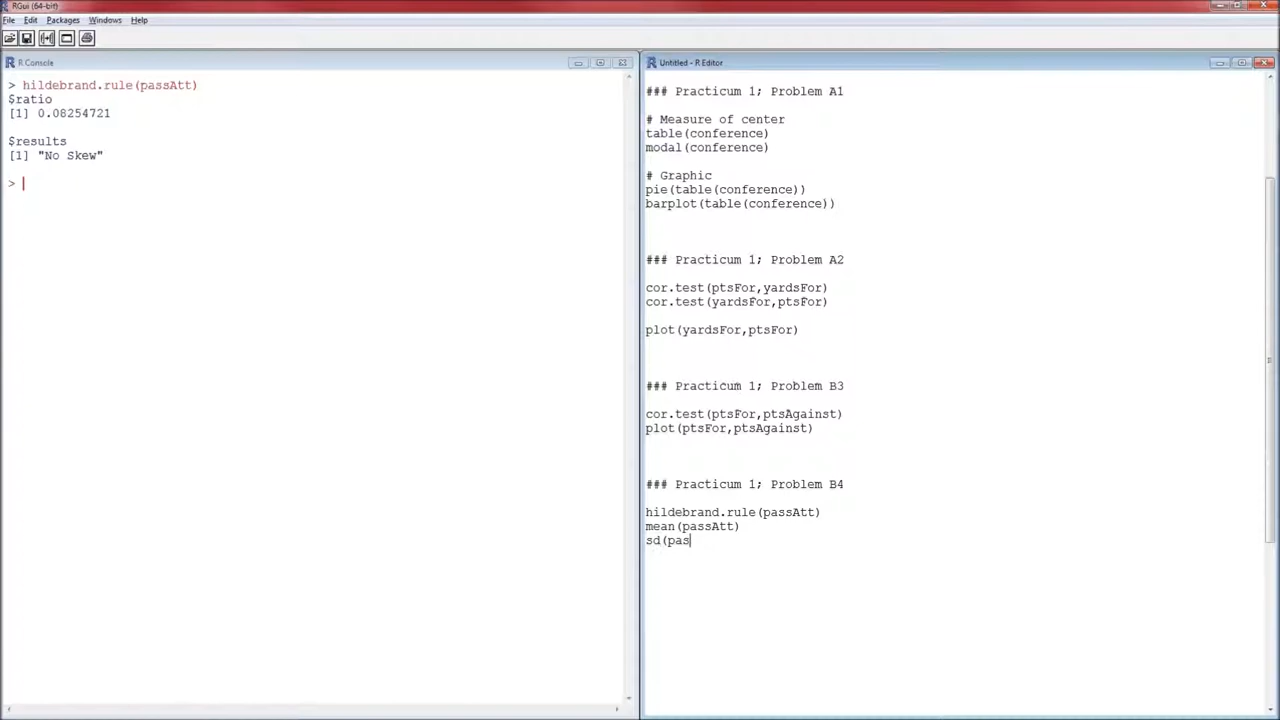 RGui (64-bit)
File Edit Packages Windows Help
R Console
> hildebrand.rule(passAtt)
$ratio
[1] 0.08254721
$results
[1] "No Skew"
>
Untitled - R Editor
### Practicum 1; Problem A1
# Measure of center
table(conference)
modal(conference)
# Graphic
pie(table(conference))
barplot(table(conference))
### Practicum 1; Problem A2
cor.test(ptsFor,yardsFor)
cor.test(yardsFor,ptsFor)
plot(yardsFor,ptsFor)
### Practicum 1; Problem B3
cor.test(ptsFor,ptsAgainst)
plot(ptsFor,ptsAgainst)
### Practicum 1; Problem B4
hildebrand.rule(passAtt)
mean(passAtt)
sd(pas